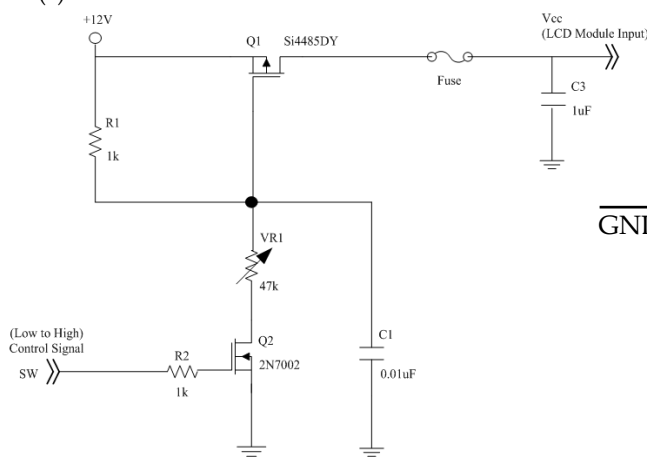 +12V
Q1
Si4485DY
Vcc
(LCD Module Input)
Fuse
C3
1uF
R1
1k
VR1
47k
(Low to High)
Control Signal
SW
R2
1k
Q2
2N7002
C1
0.01uF